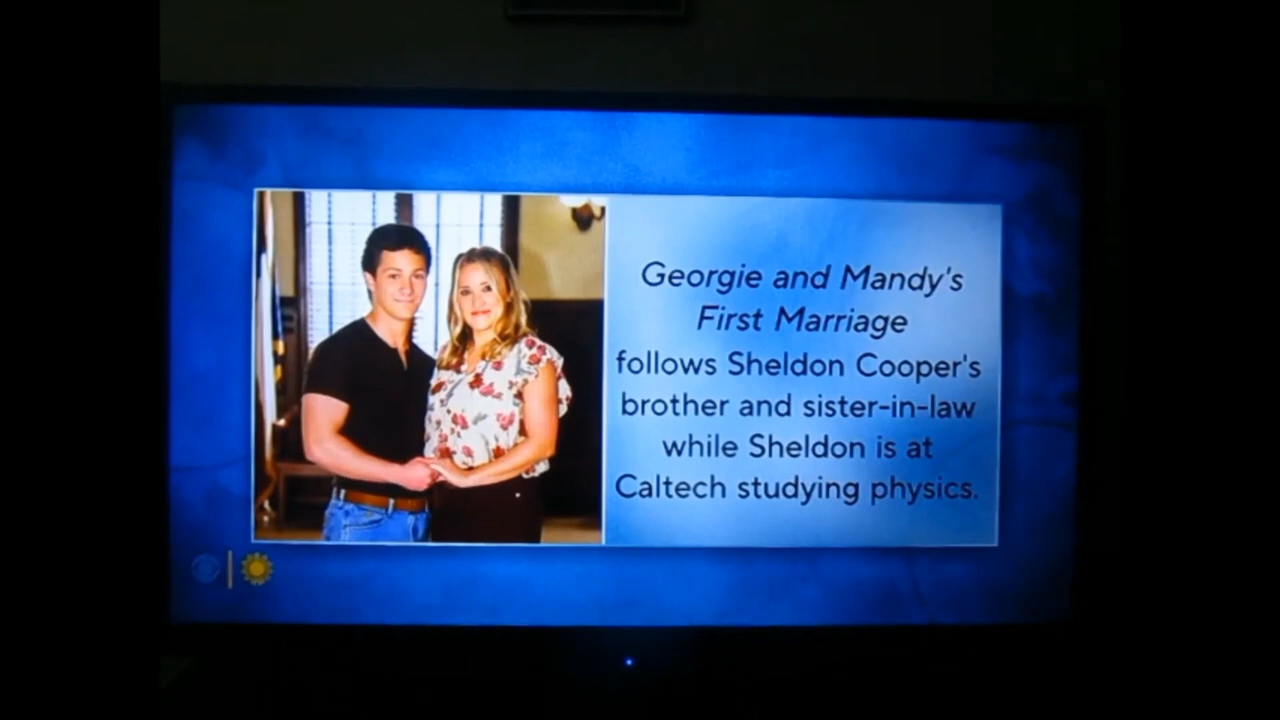 Georgie and Mandy's
First Marriage
follows Sheldon Cooper's
brother and sister-in-law
while Sheldon is at
Caltech studying physics.